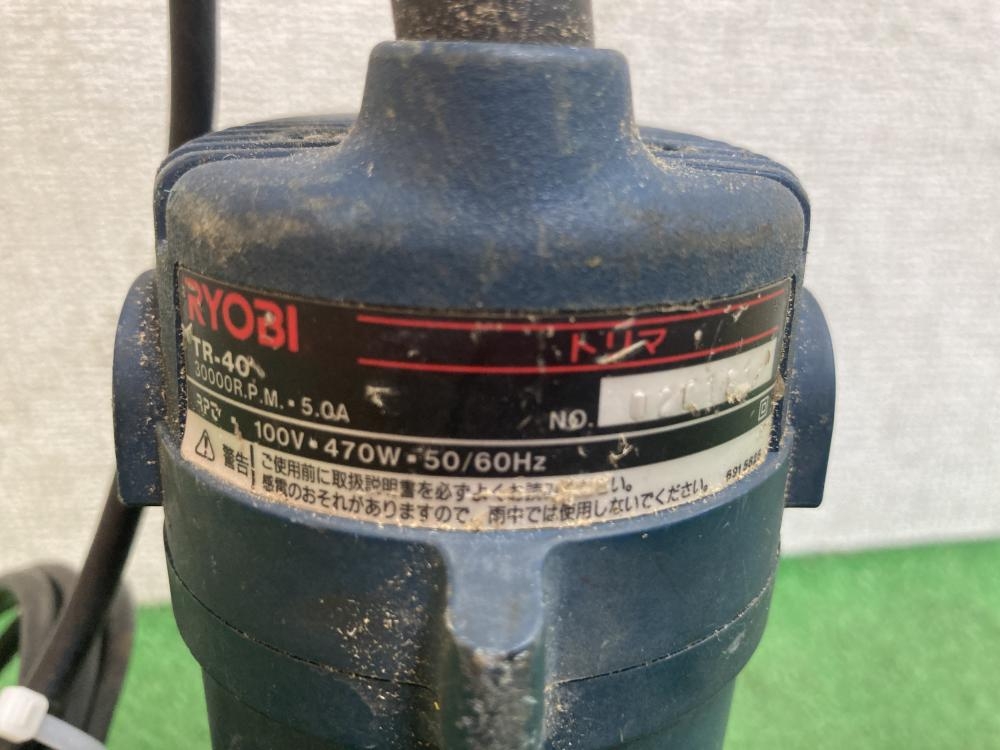 RYOBI
トリマ
TR-40
30000R.P.M. • 5.0A
NO.
100V • 470W • 50/60Hz
警告
ご使用前に取扱説明書を必ずよくお読みください。
感電のおそれがありますので 雨中では使用しないでください。